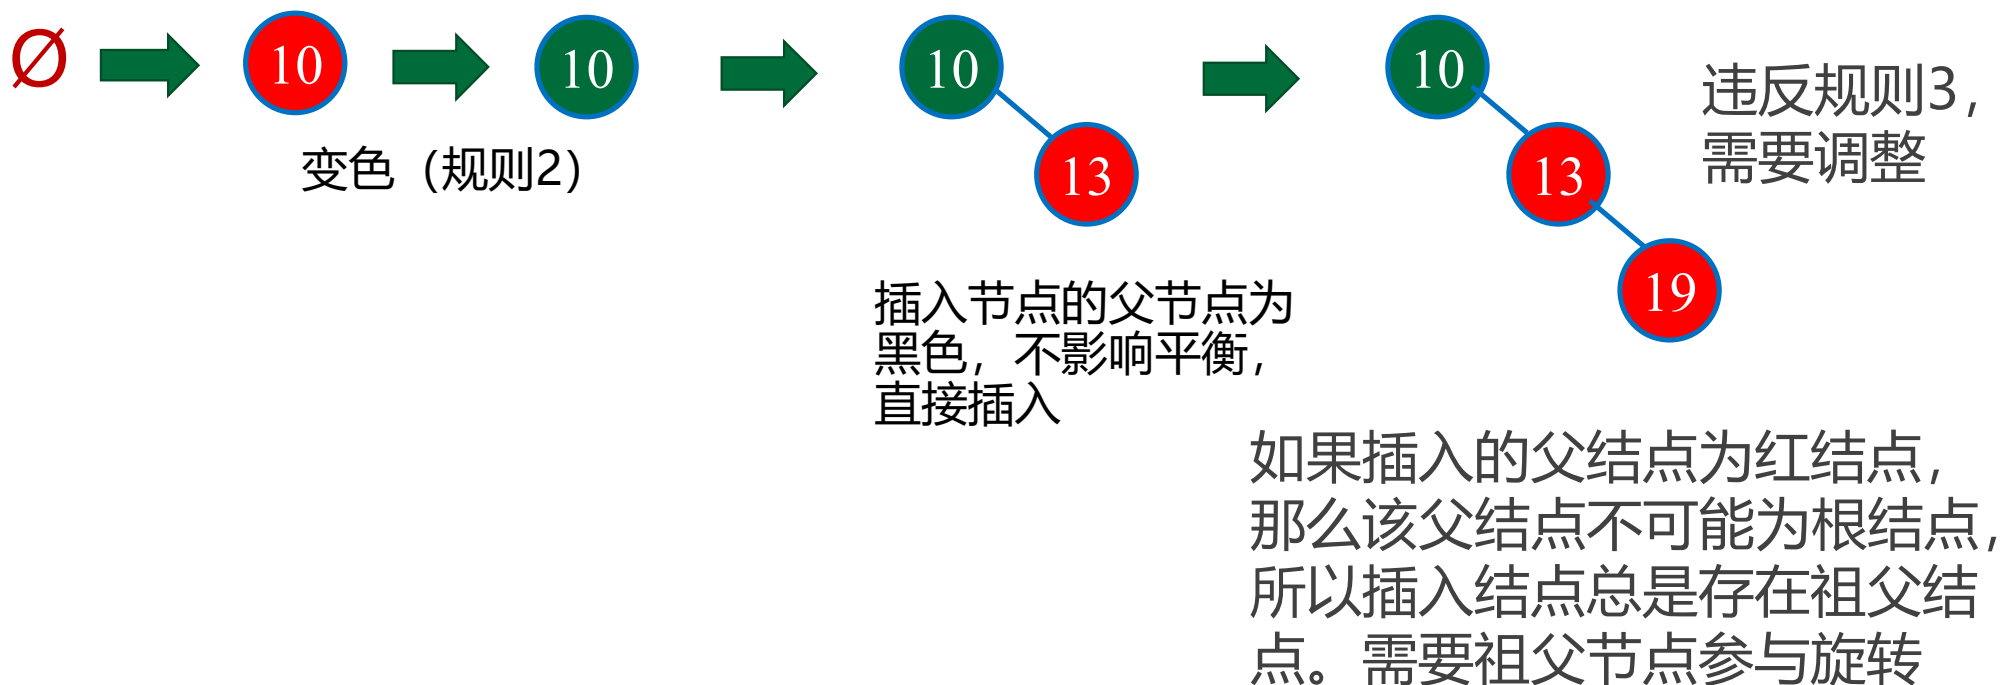 Ø
10
10
10
13
10
13
19
变色（规则2）
插入节点的父节点为
黑色，不影响平衡，
直接插入
违反规则3，
需要调整
如果插入的父结点为红结点，
那么该父结点不可能为根结点，
所以插入结点总是存在祖父结
点。需要祖父节点参与旋转